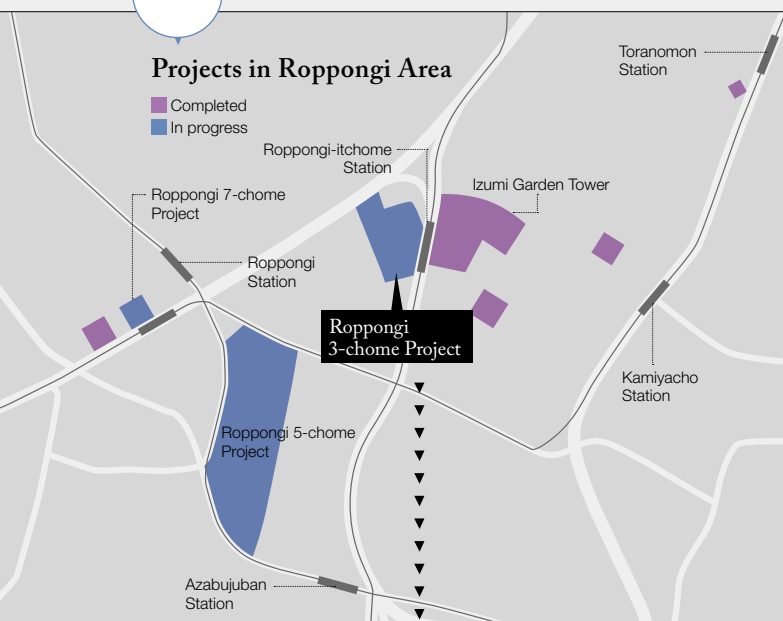 Projects in Roppongi Area
Completed
In progress
Toranomon
Station
Roppongi-itchome
Station
Izumi Garden Tower
Roppongi 7-chome
Project
Roppongi
Station
Roppongi
3-chome Project
Kamiyacho
Station
Roppongi 5-chome
Project
Azabujuban
Station